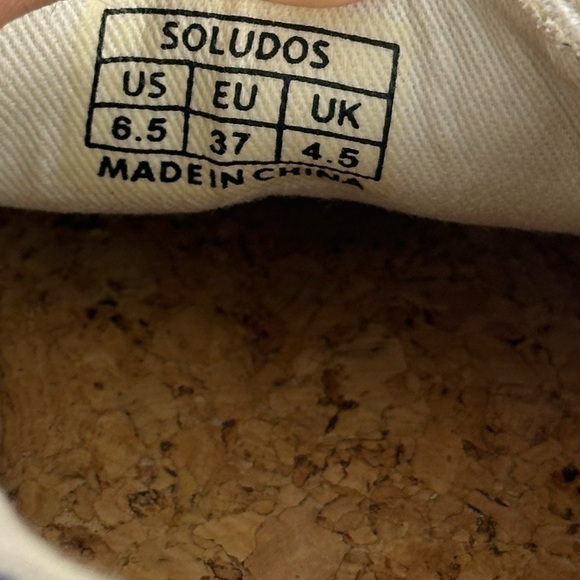 SOLUDOS
US EU UK
6.5 37 4.5
MADE IN CHINA